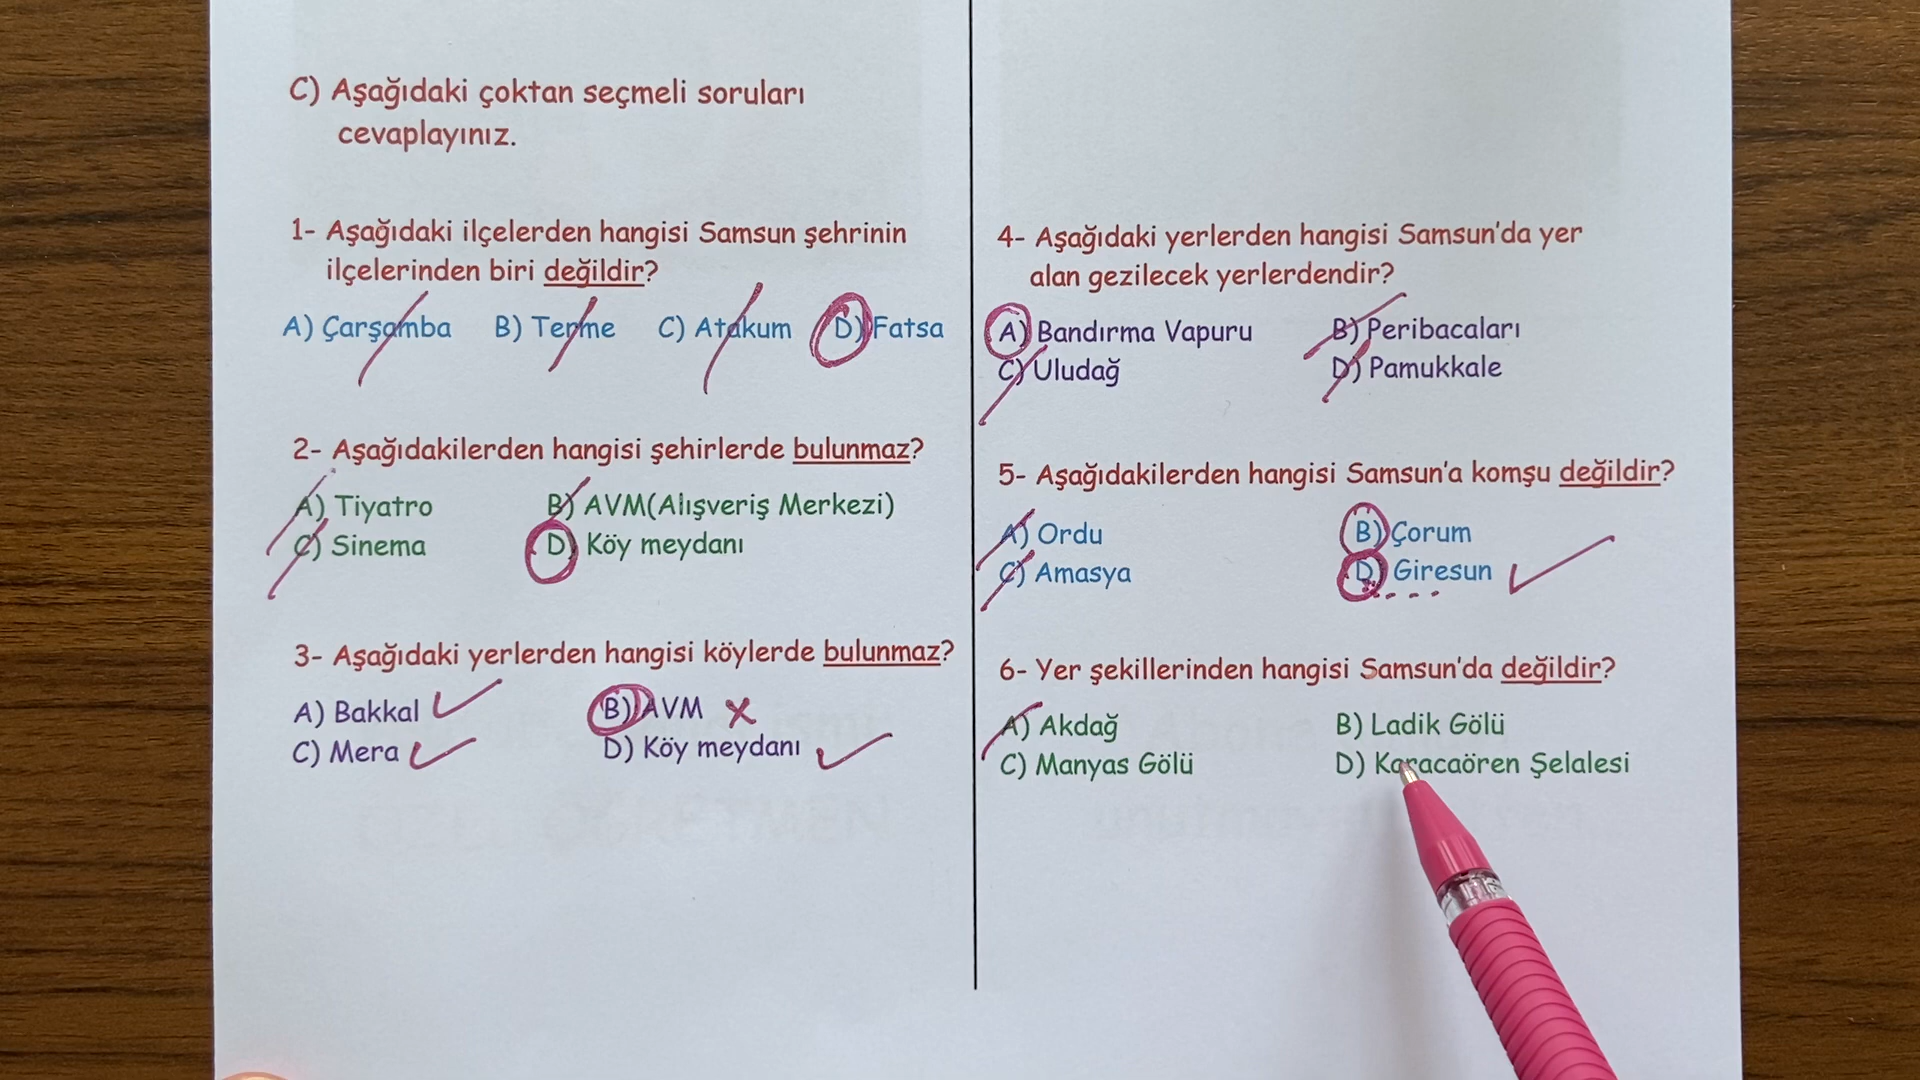 C) Aşağıdaki çoktan seçmeli soruları
cevaplayınız.
1- Aşağıdaki ilçelerden hangisi Samsun şehrinin
ilçelerinden biri değildir?
A) Çarşamba B) Terme C) Atakum D) Fatsa
2- Aşağıdakilerden hangisi şehirlerde bulunmaz?
A) Tiyatro B) AVM(Alışveriş Merkezi)
C) Sinema D) Köy meydanı
3- Aşağıdaki yerlerden hangisi köylerde bulunmaz?
A) Bakkal B) AVM
C) Mera D) Köy meydanı
4- Aşağıdaki yerlerden hangisi Samsun'da yer
alan gezilecek yerlerdendir?
A) Bandırma Vapuru B) Peribacaları
C) Uludağ D) Pamukkale
5- Aşağıdakilerden hangisi Samsun'a komşu değildir?
A) Ordu B) Çorum
C) Amasya D) Giresun
6- Yer şekillerinden hangisi Samsun'da değildir?
A) Akdağ B) Ladik Gölü
C) Manyas Gölü D) Karacaören Şelalesi